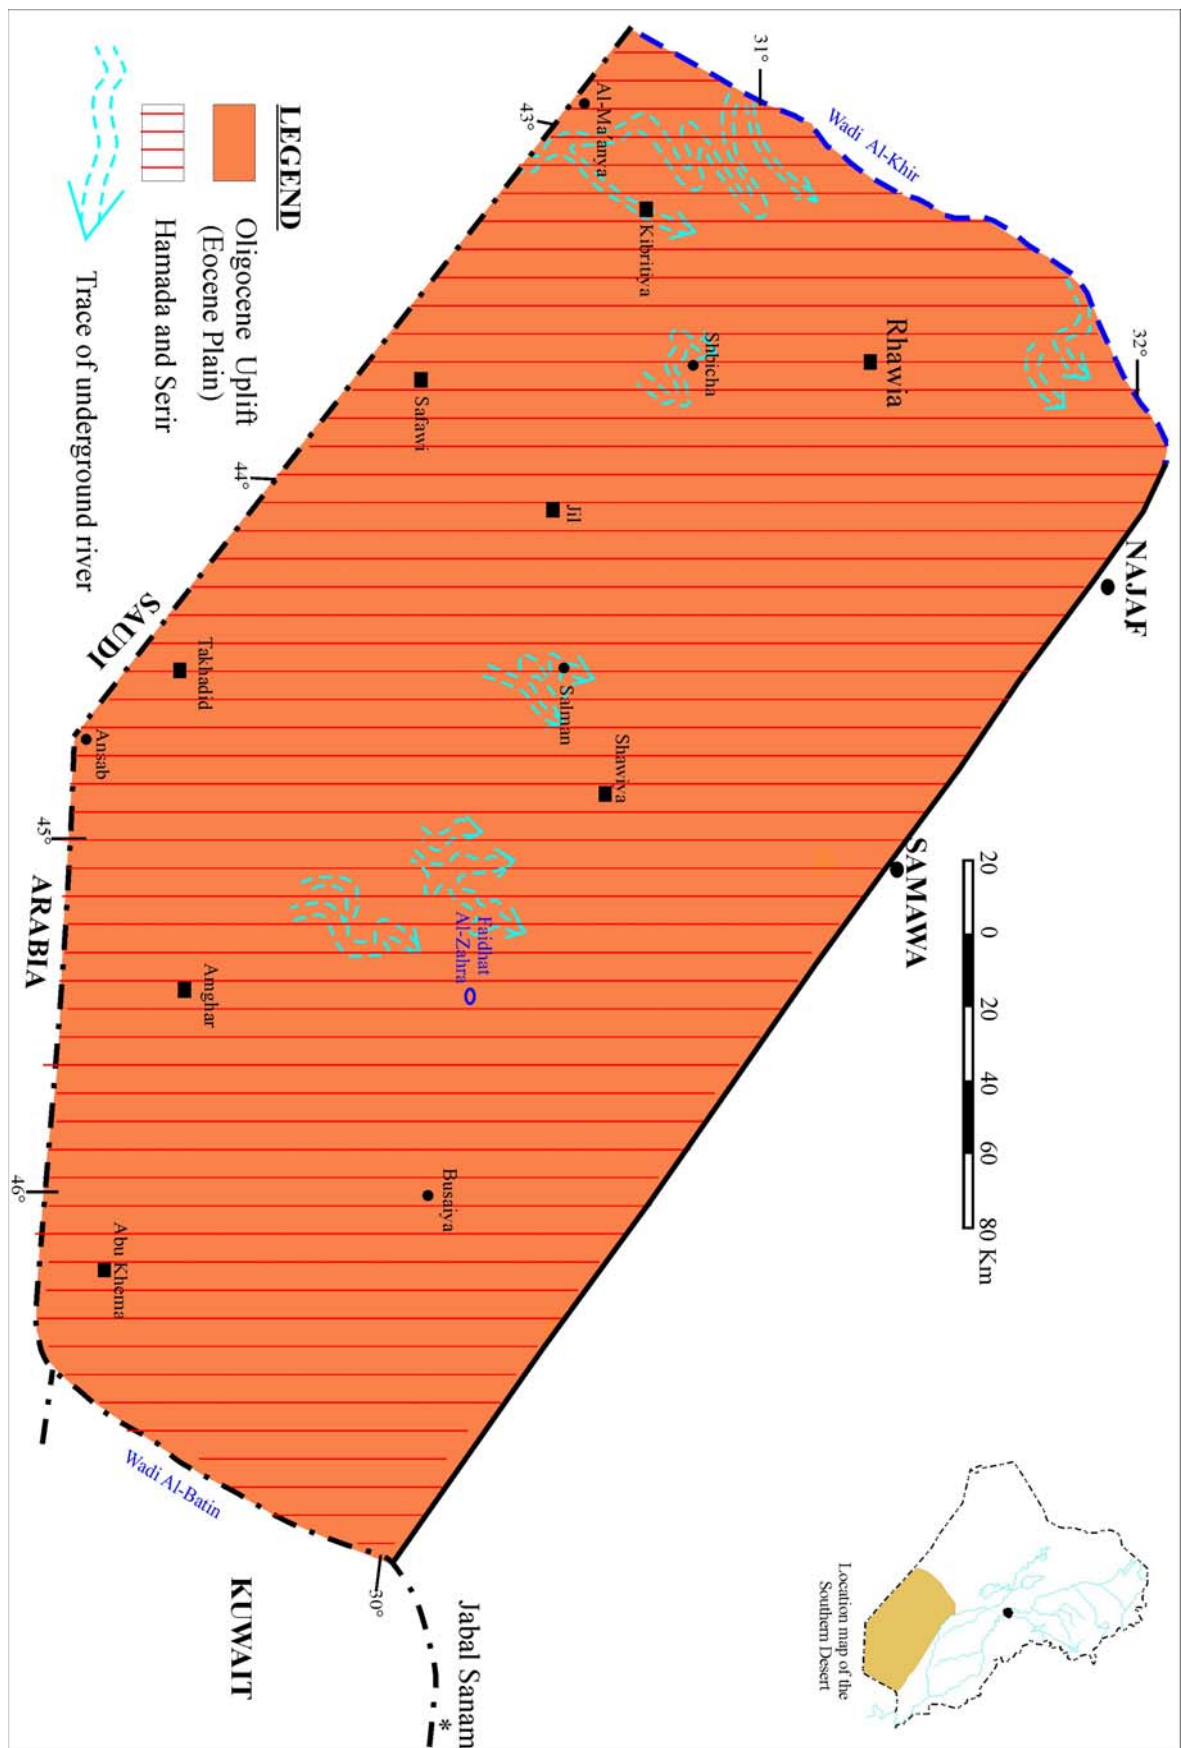 NAJAF
SAMAWA
32°
31°
Wadi Al-Khir
Rhawia
Shbicha
Kibritiya
Al-Ma'anya
43°
Safawi
Jil
44°
Salman
Shawiya
SAUDI
Takhadid
Ansab
45°
ARABIA
Faidhat
Al-Zahra
Amghar
Busaiya
46°
Abu Khema
Wadi Al-Batin
30°
KUWAIT
Jabal Sanam
*
20 0 20 40 60 80 Km
Location map of the
Southern Desert
LEGEND
Oligocene Uplift
(Eocene Plain)
Hamada and Serir
Trace of underground river